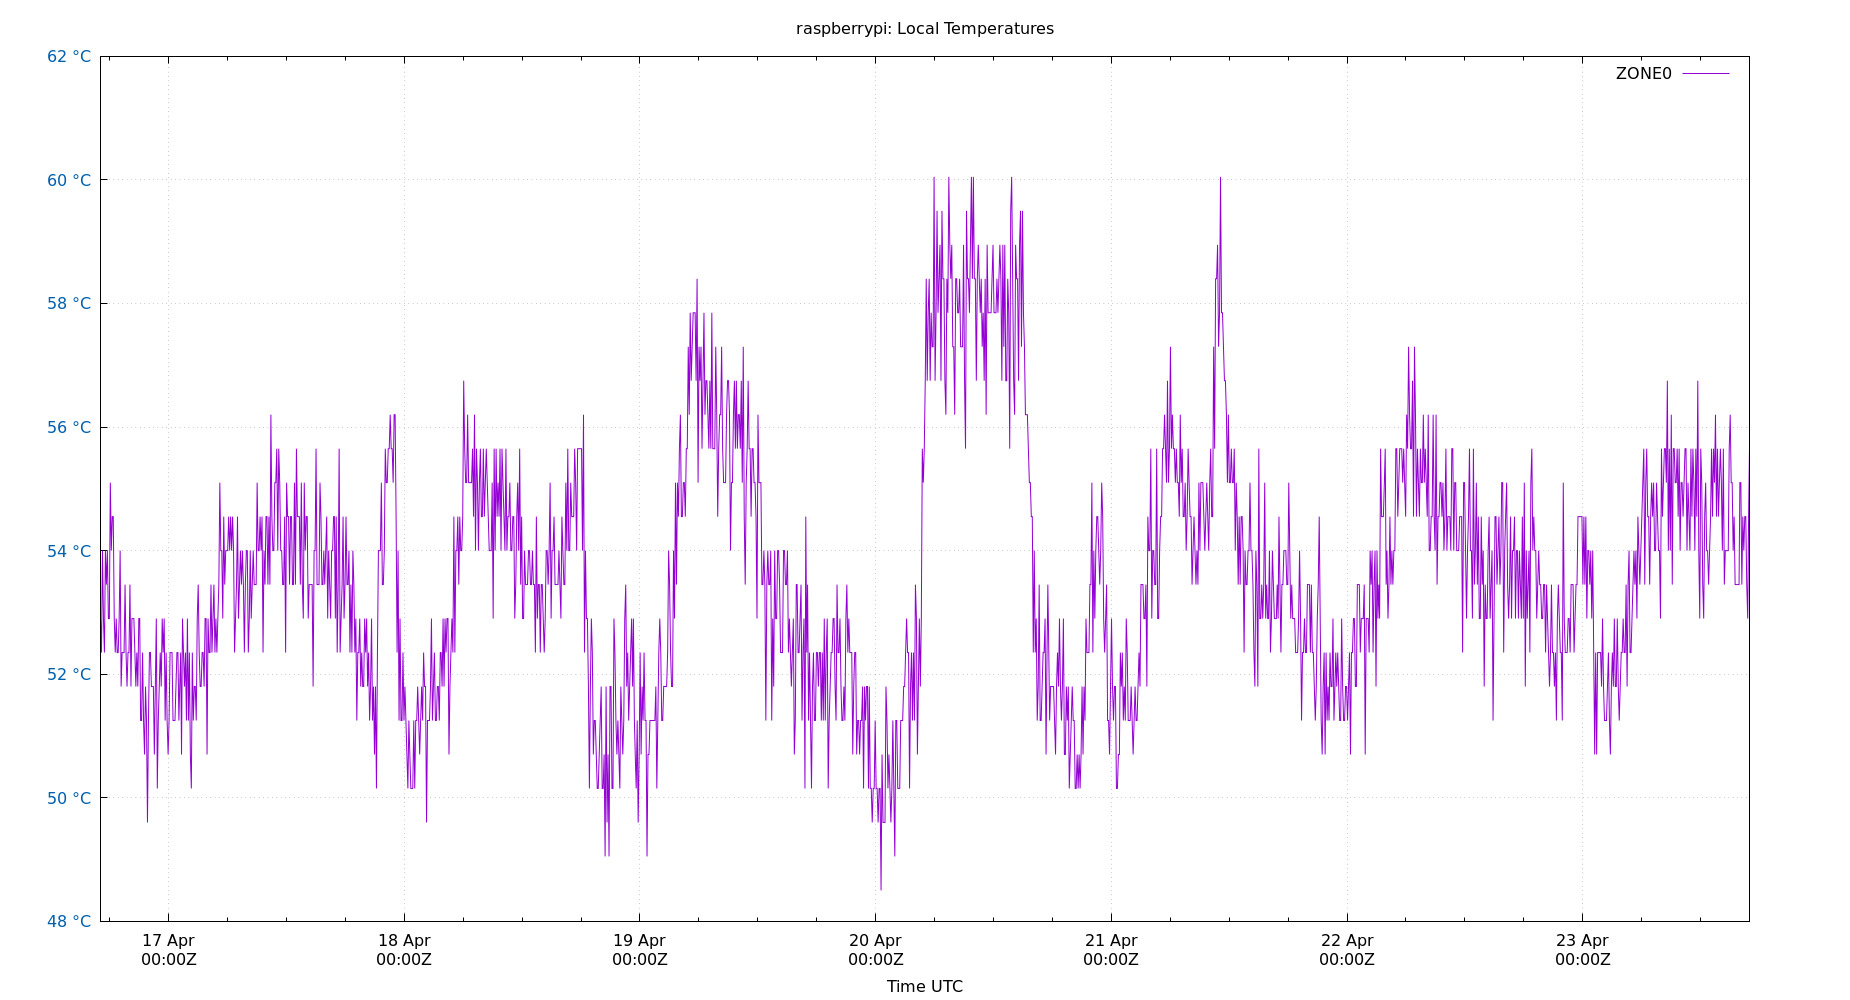 raspberrypi: Local Temperatures
62 °C
ZONE0
60 °C
58 °C
56 °C
54 °C
52 °C
50 °C
48 °C
17 Apr 18 Apr 19 Apr 20 Apr 21 Apr 22 Apr 23 Apr
00:00Z 00:00Z 00:00Z 00:00Z 00:00Z 00:00Z 00:00Z
Time UTC